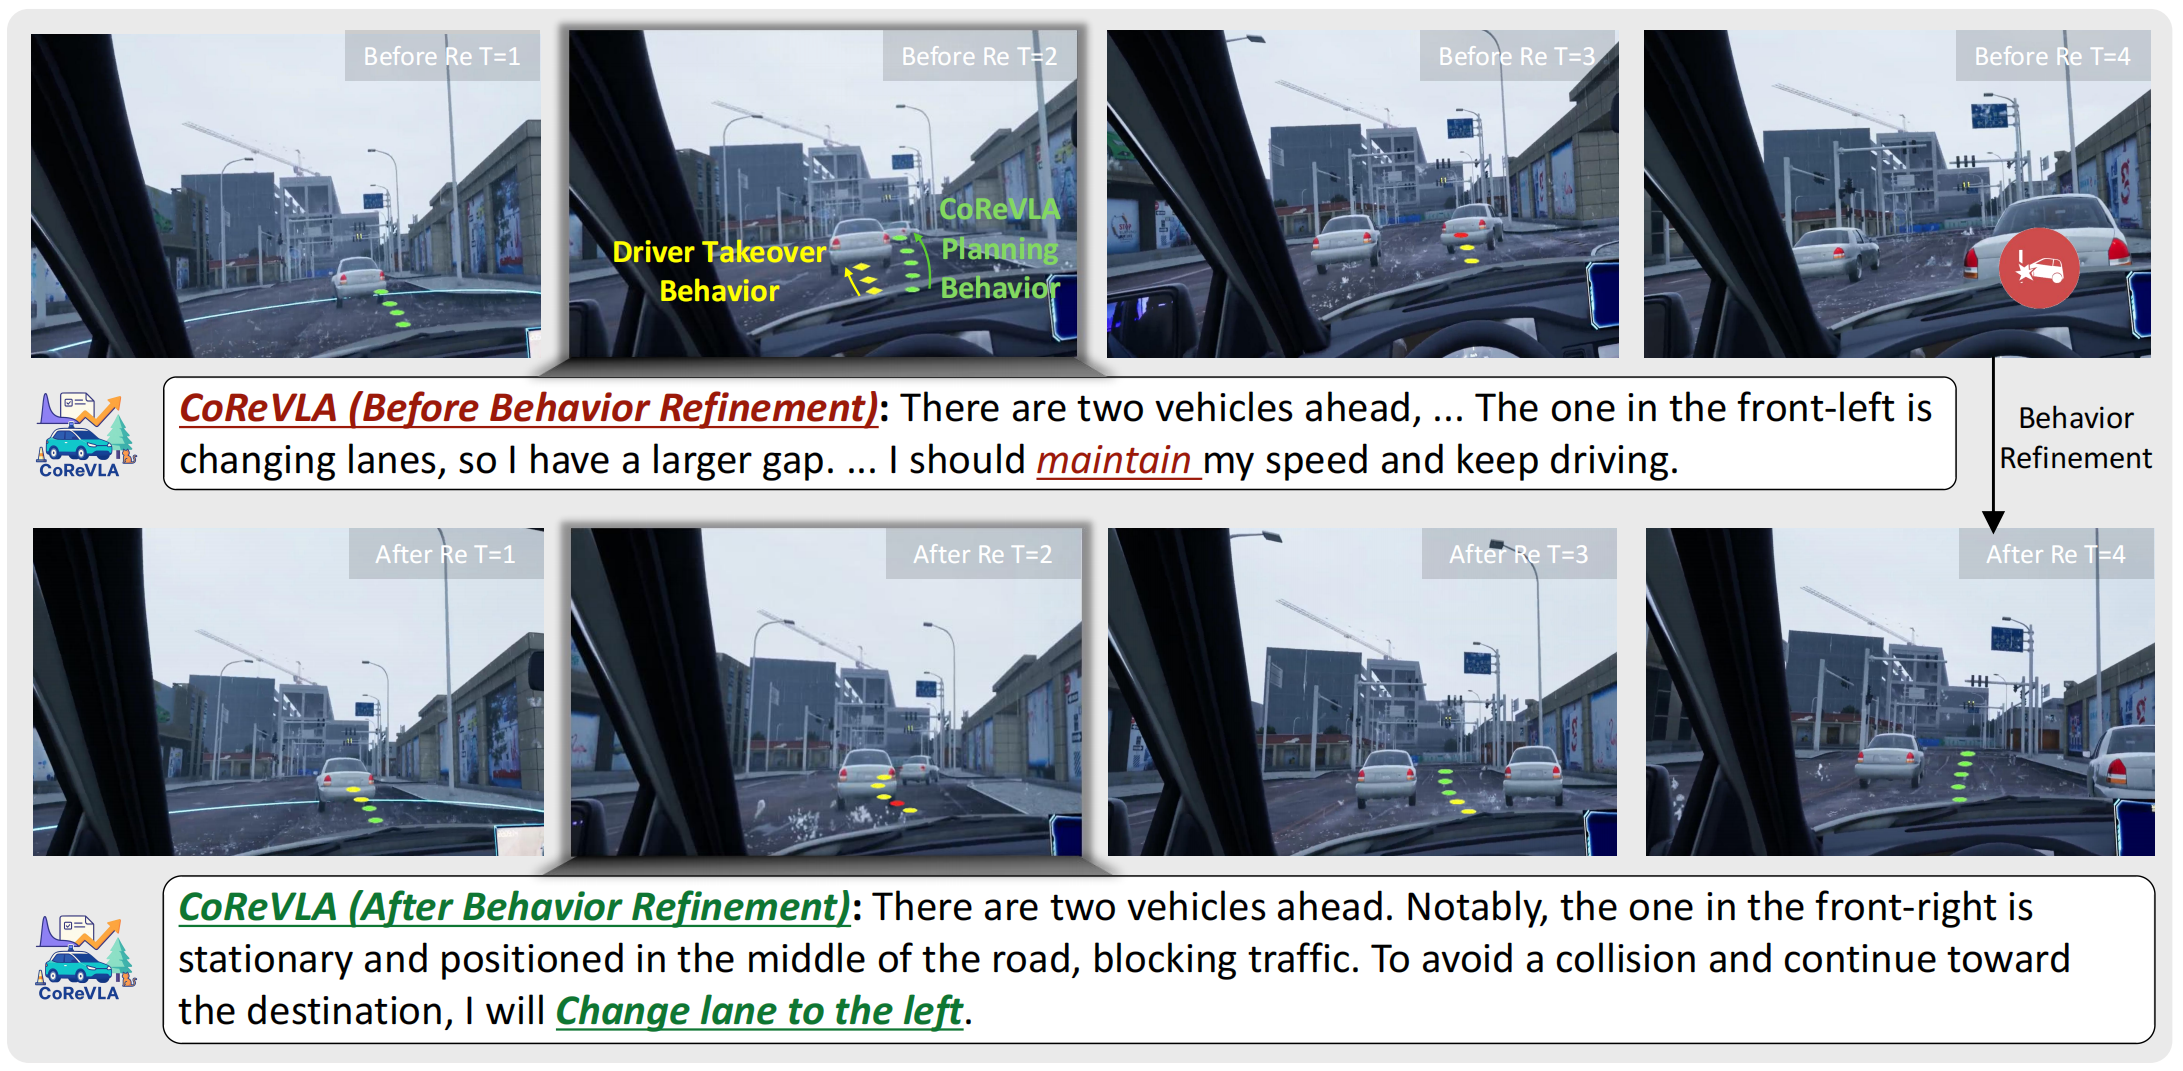 Before Re T=1
Before Re T=2
Before Re T=3
Before Re T=4
Driver Takeover
Behavior
CoReVLA
Planning
Behavior
CoReVLA
CoReVLA (Before Behavior Refinement): There are two vehicles ahead, ... The one in the front-left is
changing lanes, so I have a larger gap. ... I should maintain my speed and keep driving.
Behavior
Refinement
After Re T=1
After Re T=2
After Re T=3
After Re T=4
CoReVLA
CoReVLA (After Behavior Refinement): There are two vehicles ahead. Notably, the one in the front-right is
stationary and positioned in the middle of the road, blocking traffic. To avoid a collision and continue toward
the destination, I will Change lane to the left.